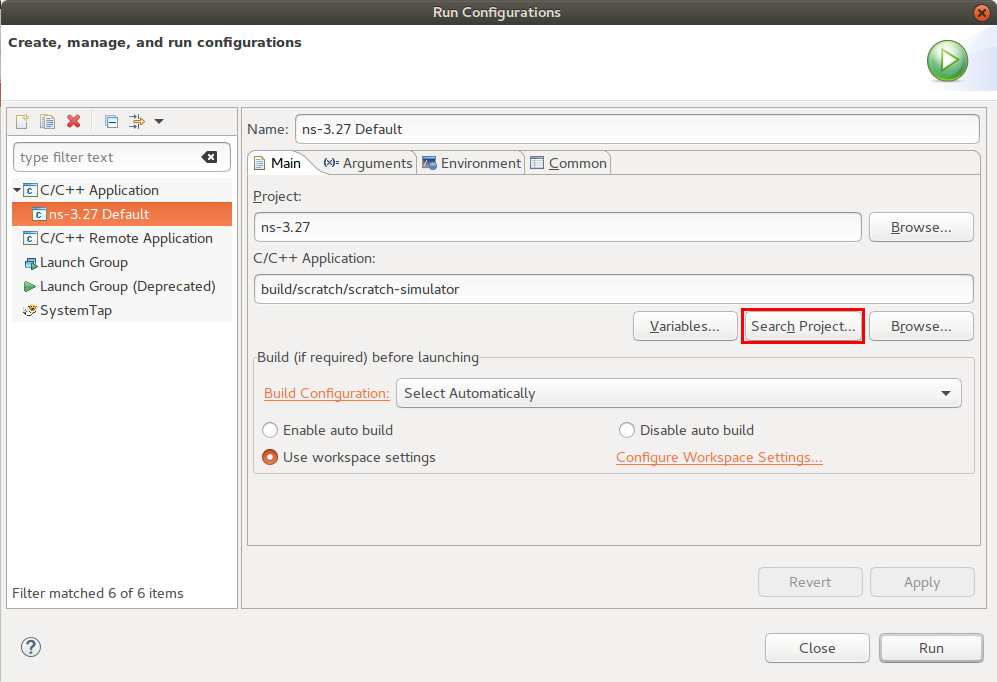 Run Configurations
Create, manage, and run configurations
type filter text
C/C++ Application
ns-3.27 Default
C/C++ Remote Application
Launch Group
Launch Group (Deprecated)
SystemTap
Filter matched 6 of 6 items
Name: ns-3.27 Default
Main (x)= Arguments Environment Common
Project:
ns-3.27 Browse...
C/C++ Application:
build/scratch/scratch-simulator
Variables... Search Project... Browse...
Build (if required) before launching
Build Configuration: Select Automatically
Enable auto build Disable auto build
Use workspace settings Configure Workspace Settings...
Revert Apply
? Close Run